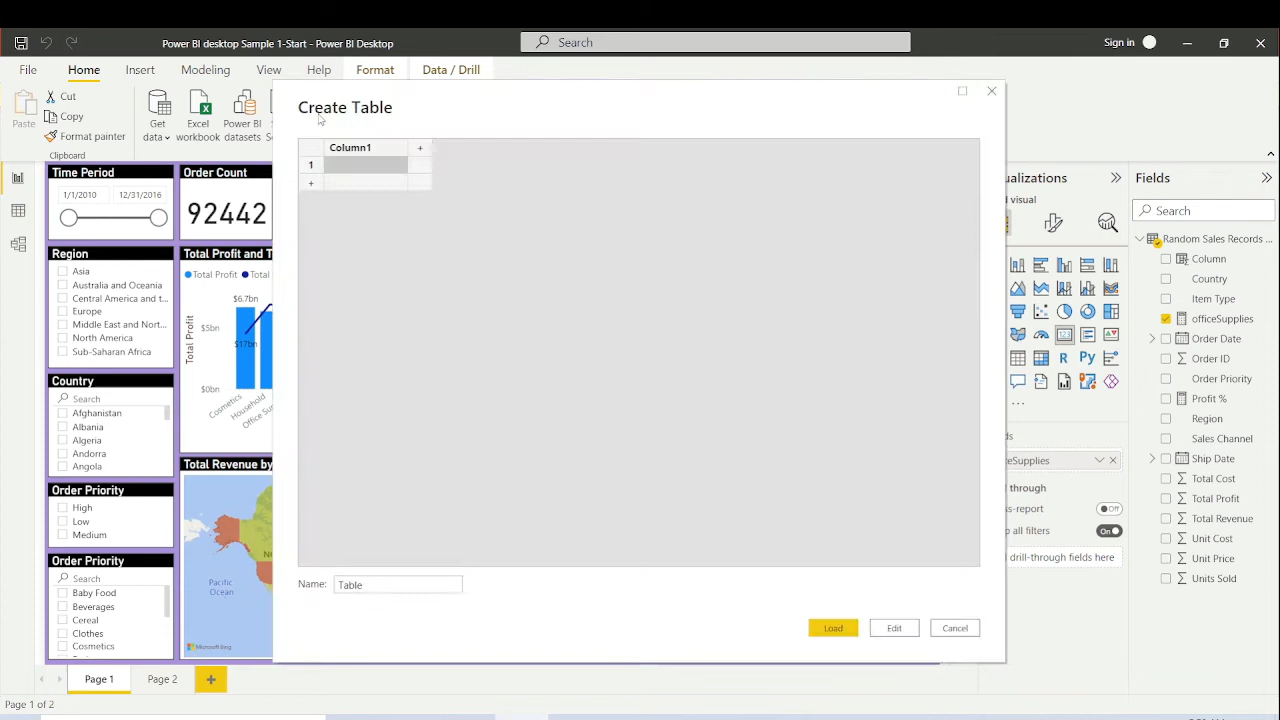 Power BI desktop Sample 1-Start - Power BI Desktop
Search
Sign in
File
Home
Insert
Modeling
View
Help
Format
Data / Drill
Paste
Cut
Copy
Format painter
Clipboard
Get
data
Excel
workbook
Power BI
datasets
Create Table
Column1
+
1
+
Name: Table
Load
Edit
Cancel
Time Period
1/1/2010
12/31/2016
Order Count
92442
Region
Asia
Australia and Oceania
Central America and t...
Europe
Middle East and Nort...
North America
Sub-Saharan Africa
Total Profit and T
Total Profit
Total
$6.7bn
$5bn
$17bn
$0bn
Total Profit
Cosmetics
Household
Office Su
Country
Search
Afghanistan
Albania
Algeria
Andorra
Angola
Order Priority
High
Low
Medium
Order Priority
Search
Baby Food
Beverages
Cereal
Clothes
Cosmetics
Total Revenue by
Pacific
Ocean
Microsoft Bing
Page 1
Page 2
+
Page 1 of 2
ualizations
visual
R
Py
...
ds
ceSupplies
through
ss-report
Off
p all filters
On
drill-through fields here
Fields
Search
Random Sales Records ...
Column
Country
Item Type
officeSupplies
Order Date
Order ID
Order Priority
Profit %
Region
Sales Channel
Ship Date
Total Cost
Total Profit
Total Revenue
Unit Cost
Unit Price
Units Sold